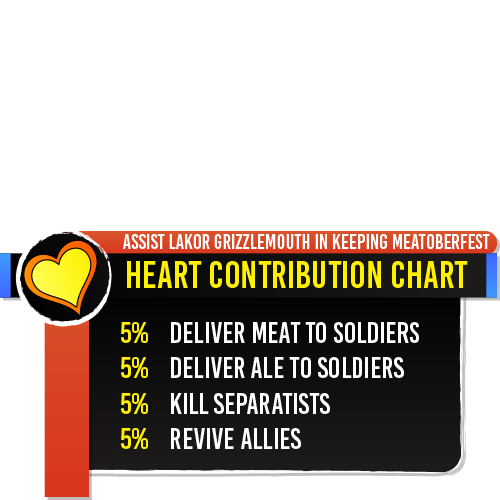 ASSIST LAKOR GRIZZLEMOUTH IN KEEPING MEATOBERFEST
HEART CONTRIBUTION CHART
5% DELIVER MEAT TO SOLDIERS
5% DELIVER ALE TO SOLDIERS
5% KILL SEPARATISTS
5% REVIVE ALLIES